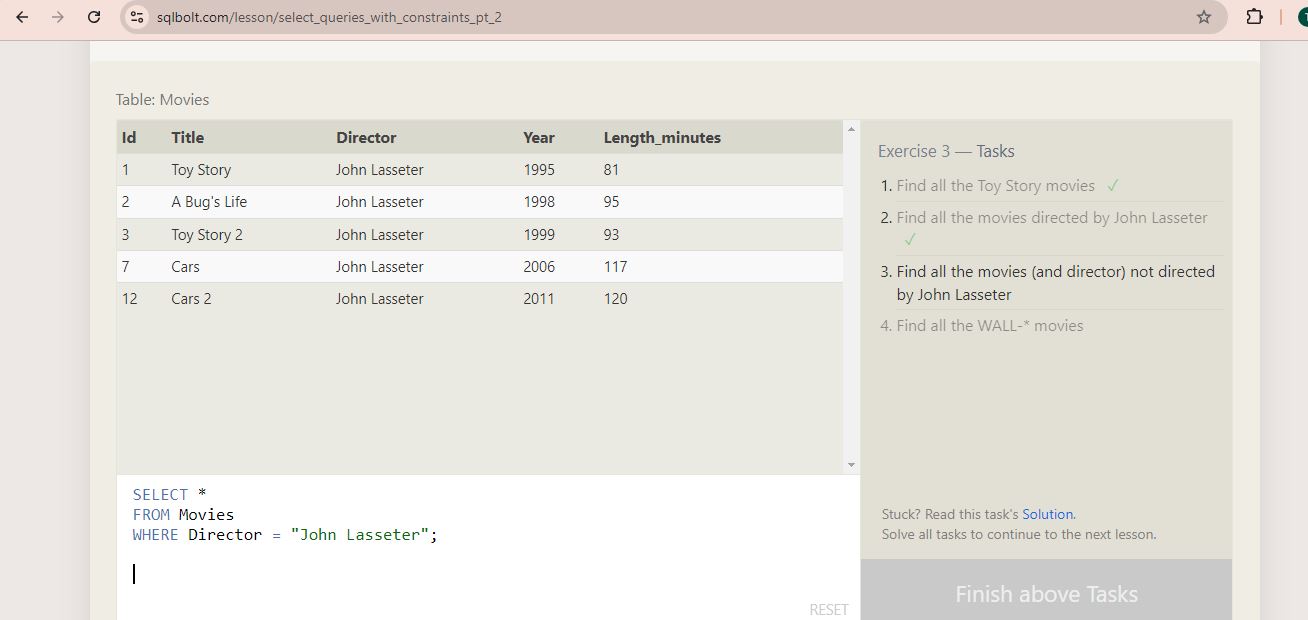 sqlbolt.com/lesson/select_queries_with_constraints_pt_2
Table: Movies
Id Title Director Year Length_minutes
1 Toy Story John Lasseter 1995 81
2 A Bug's Life John Lasseter 1998 95
3 Toy Story 2 John Lasseter 1999 93
7 Cars John Lasseter 2006 117
12 Cars 2 John Lasseter 2011 120
SELECT *
FROM Movies
WHERE Director = "John Lasseter";
RESET
Exercise 3 — Tasks
1. Find all the Toy Story movies ✓
2. Find all the movies directed by John Lasseter
✓
3. Find all the movies (and director) not directed
by John Lasseter
4. Find all the WALL-* movies
Stuck? Read this task's Solution.
Solve all tasks to continue to the next lesson.
Finish above Tasks